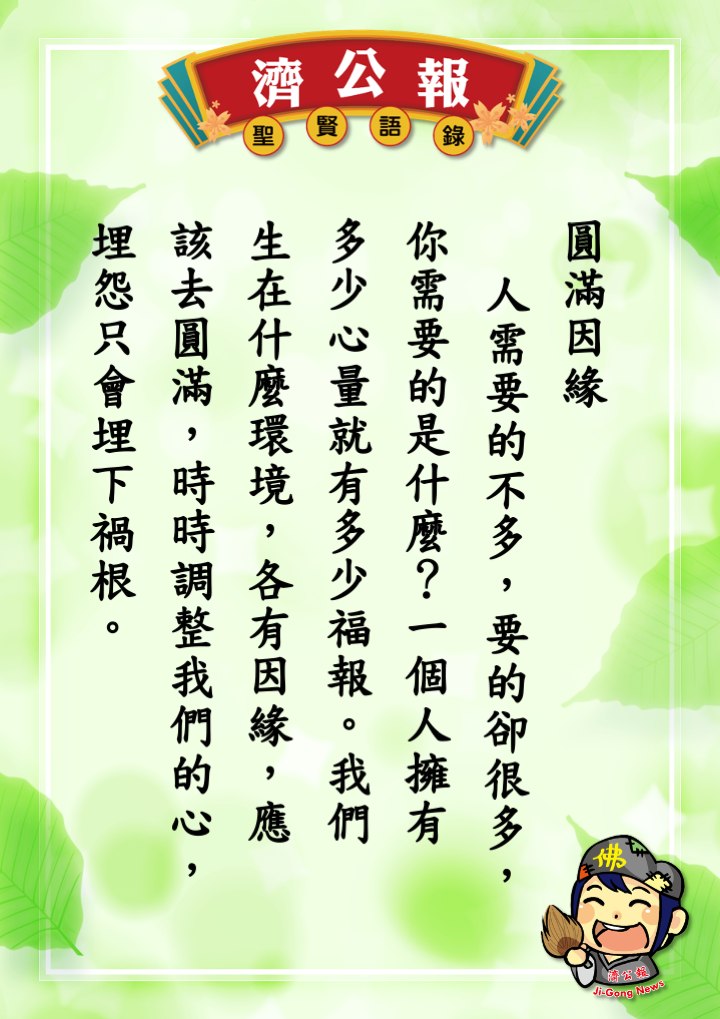 濟公報
聖賢語錄
圓滿因緣
人需要的不多，要的卻很多，
你需要的是什麼？一個人擁有
多少心量就有多少福報。我們
生在什麼環境，各有因緣，應
該去圓滿，時時調整我們的心，
埋怨只會埋下禍根。
佛
濟公報
Ji-Gong News